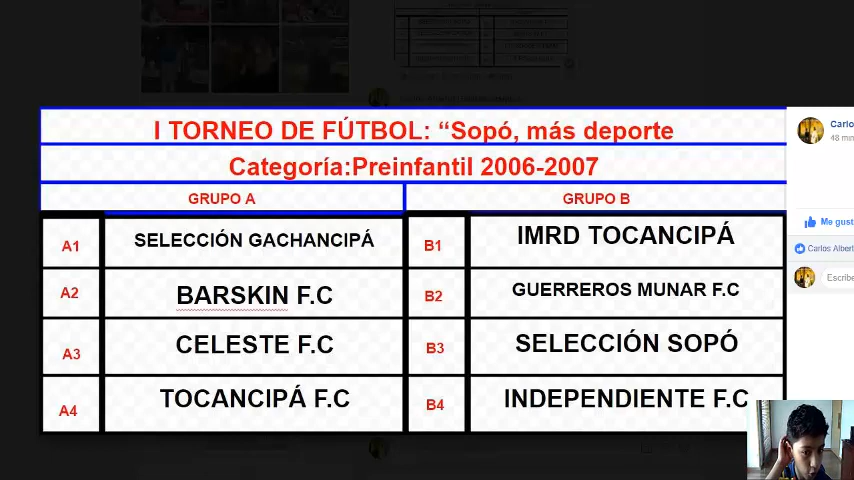 I TORNEO DE FÚTBOL: “Sopó, más deporte
Categoría:Preinfantil 2006-2007
GRUPO A GRUPO B
A1 SELECCIÓN GACHANCIPÁ B1 IMRD TOCANCIPÁ
A2 BARSKIN F.C B2 GUERREROS MUNAR F.C
A3 CELESTE F.C B3 SELECCIÓN SOPÓ
A4 TOCANCIPÁ F.C B4 INDEPENDIENTE F.C
Carlo
48 min
Me gust
Carlos Albert
Escribe